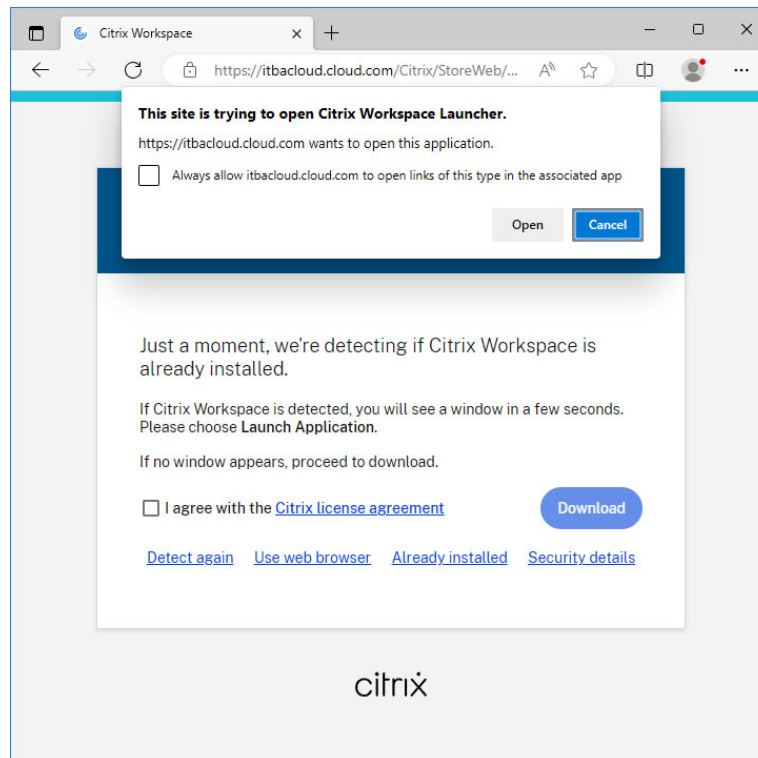 Citrix Workspace
https://itbacloud.cloud.com/Citrix/StoreWeb/...
This site is trying to open Citrix Workspace Launcher.
https://itbacloud.cloud.com wants to open this application.
Always allow itbacloud.cloud.com to open links of this type in the associated app
Open Cancel
Just a moment, we're detecting if Citrix Workspace is
already installed.
If Citrix Workspace is detected, you will see a window in a few seconds.
Please choose Launch Application.
If no window appears, proceed to download.
I agree with the Citrix license agreement Download
Detect again Use web browser Already installed Security details
citrix